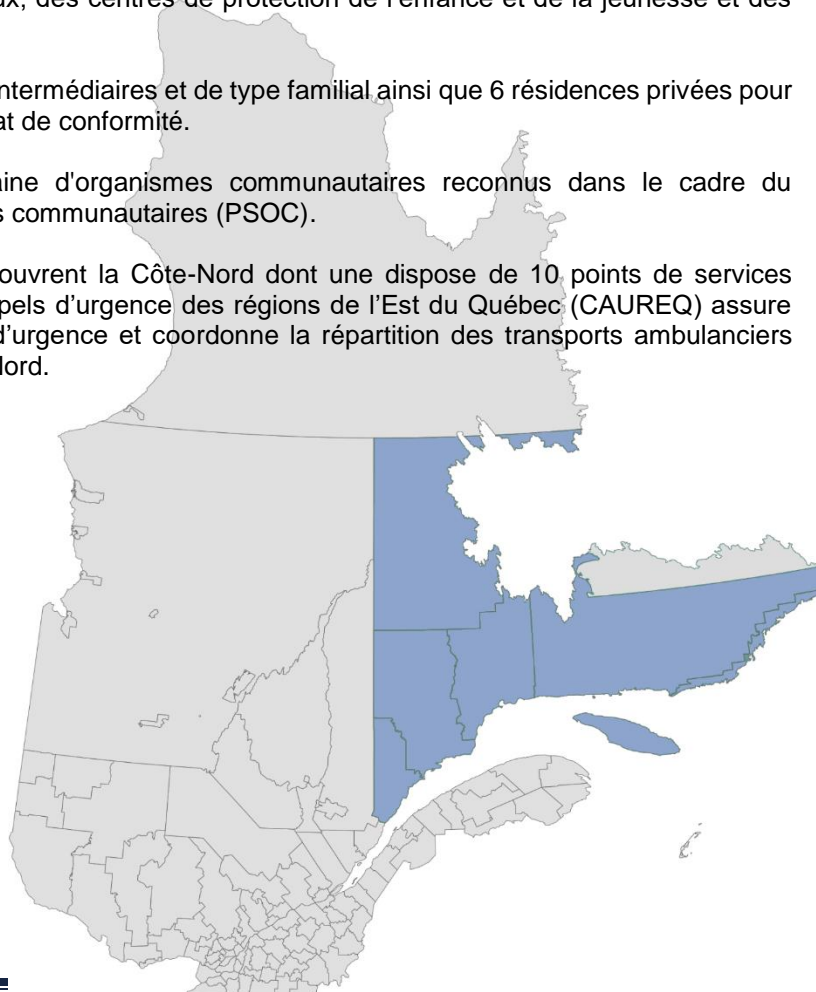 ux, des centres de protection de l'enfance et de la jeunesse et des
ntermédiaires et de type familial ainsi que 6 résidences privées pour
at de conformité.
aine d'organismes communautaires reconnus dans le cadre du
s communautaires (PSOC).
ouvrent la Côte-Nord dont une dispose de 10 points de services
pels d’urgence des régions de l’Est du Québec (CAUREQ) assure
d’urgence et coordonne la répartition des transports ambulanciers
Nord.